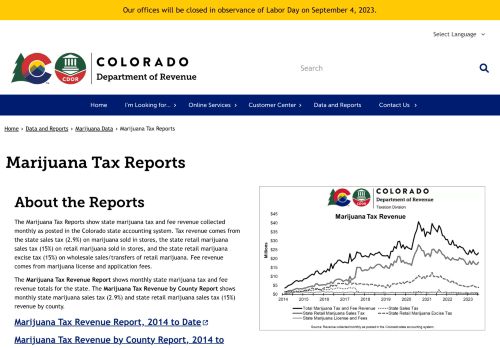 Our offices will be closed in observance of Labor Day on September 4, 2023.
Select Language
COLORADO
Department of Revenue
CDOR
Search
Home
I'm Looking for...
Online Services
Customer Center
Data and Reports
Contact Us
Home › Data and Reports › Marijuana Data › Marijuana Tax Reports
Marijuana Tax Reports
About the Reports
The Marijuana Tax Reports show state marijuana tax and fee revenue collected
monthly as posted in the Colorado state accounting system. Tax revenue comes from
the state sales tax (2.9%) on marijuana sold in stores, the state retail marijuana
sales tax (15%) on retail marijuana sold in stores, and the state retail marijuana
excise tax (15%) on wholesale sales/transfers of retail marijuana. Fee revenue
comes from marijuana license and application fees.
The Marijuana Tax Revenue Report shows monthly state marijuana tax and fee
revenue totals for the state. The Marijuana Tax Revenue by County Report shows
monthly state marijuana sales tax (2.9%) and state retail marijuana sales tax (15%)
revenue by county.
Marijuana Tax Revenue Report, 2014 to Date
Marijuana Tax Revenue by County Report, 2014 to
COLORADO
Department of Revenue
Taxation Division
Marijuana Tax Revenue
Millions
$45
$40
$35
$30
$25
$20
$15
$10
$5
$0
2014 2015 2016 2017 2018 2019 2020 2021 2022 2023
Total Marijuana Tax and Fee Revenue
State Sales Tax
State Retail Marijuana Sales Tax
State Retail Marijuana Excise Tax
State Marijuana License and Fees
Source: Revenue collected monthly as posted in the Colorado state accounting system.